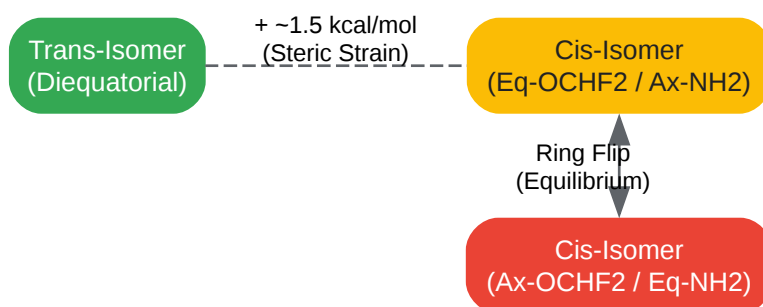 Trans-Isomer
(Diequatorial)
+ ~1.5 kcal/mol
(Steric Strain)
Cis-Isomer
(Eq-OCHF2 / Ax-NH2)
Ring Flip
(Equilibrium)
Cis-Isomer
(Ax-OCHF2 / Eq-NH2)